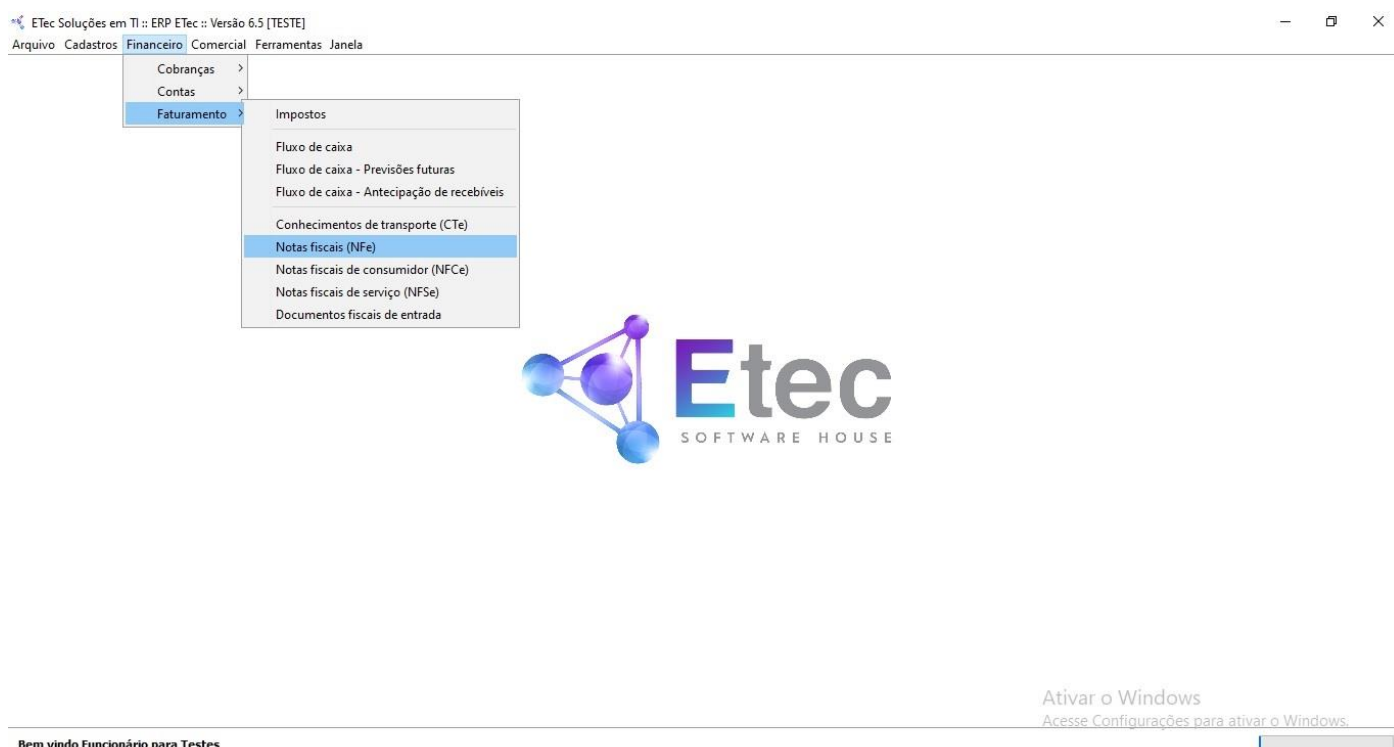 ETec Soluções em TI :: ERP ETec :: Versão 6.5 [TESTE]
Arquivo Cadastros Financeiro Comercial Ferramentas Janela
Cobranças
Contas
Faturamento
Impostos
Fluxo de caixa
Fluxo de caixa - Previsões futuras
Fluxo de caixa - Antecipação de recebíveis
Conhecimentos de transporte (CTe)
Notas fiscais (NFe)
Notas fiscais de consumidor (NFCe)
Notas fiscais de serviço (NFSe)
Documentos fiscais de entrada
Etec
SOFTWARE HOUSE
Ativar o Windows
Acesse Configurações para ativar o Windows.
Bem vindo Funcionário para Testes